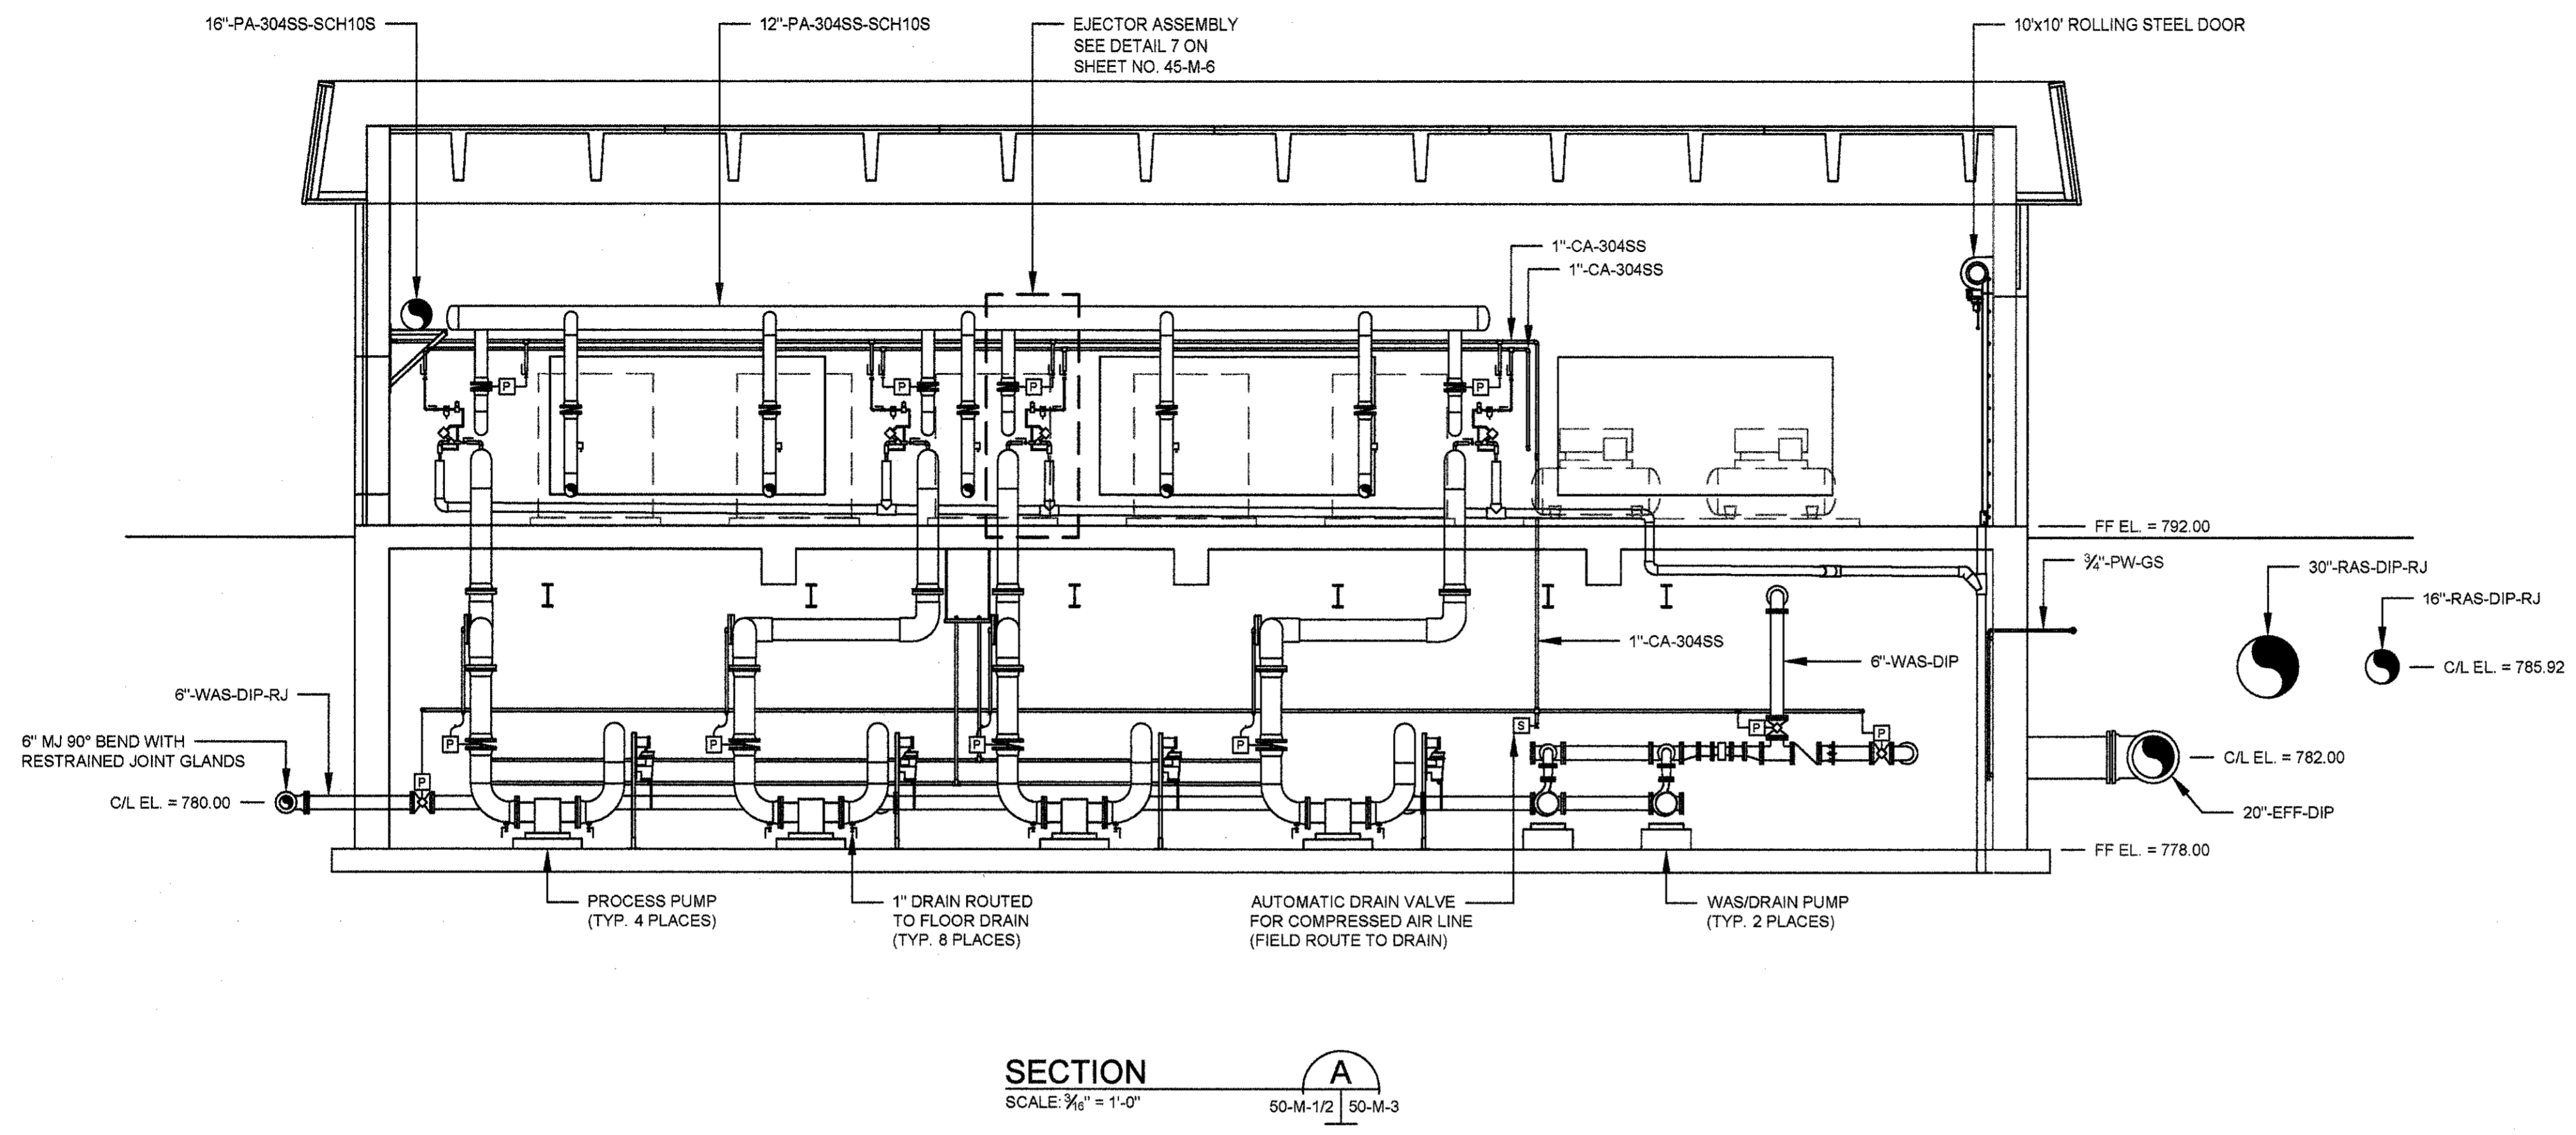 16"-PA-304SS-SCH10S
12"-PA-304SS-SCH10S
EJECTOR ASSEMBLY
SEE DETAIL 7 ON
SHEET NO. 45-M-6
10'x10' ROLLING STEEL DOOR
1"-CA-304SS
1"-CA-304SS
P
P
P
P
FF EL. = 792.00
¾"-PW-GS
30"-RAS-DIP-RJ
16"-RAS-DIP-RJ
C/L EL. = 785.92
1"-CA-304SS
6"-WAS-DIP
6"-WAS-DIP-RJ
6" MJ 90° BEND WITH
RESTRAINED JOINT GLANDS
C/L EL. = 780.00
P
P
P
P
P
S
P
P
C/L EL. = 782.00
20"-EFF-DIP
FF EL. = 778.00
PROCESS PUMP
(TYP. 4 PLACES)
1" DRAIN ROUTED
TO FLOOR DRAIN
(TYP. 8 PLACES)
AUTOMATIC DRAIN VALVE
FOR COMPRESSED AIR LINE
(FIELD ROUTE TO DRAIN)
WAS/DRAIN PUMP
(TYP. 2 PLACES)
SECTION
SCALE: 3⁄16" = 1'-0"
A
50-M-1/2
50-M-3